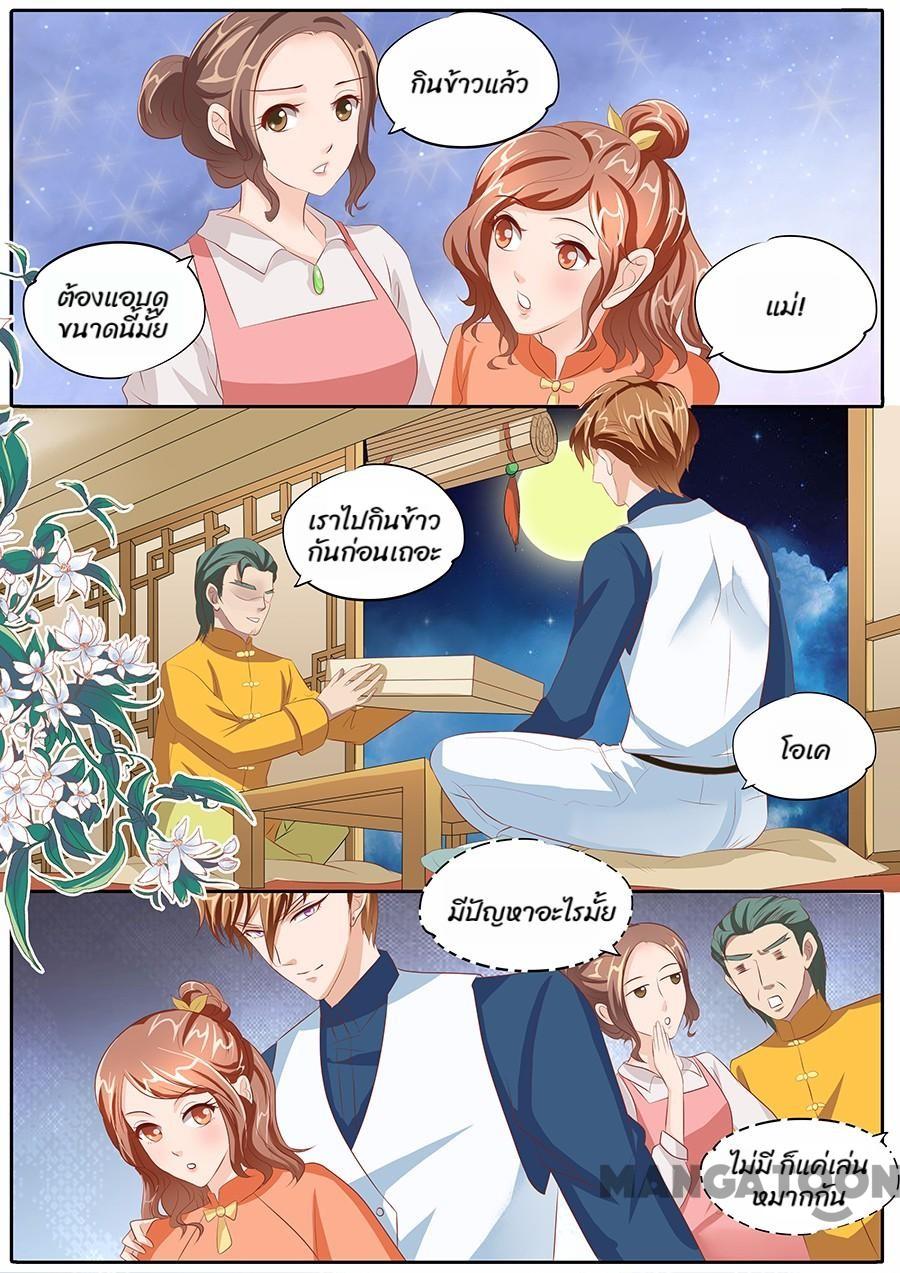 กินข้าวแล้ว
ต้องแอบดู
ขนาดนี้มั้ย
แม่!
เราไปกินข้าว
กันก่อนเถอะ
โอเค
มีปัญหาอะไรมั้ย
ไม่มี ก็แค่เล่น
หมากกัน
MANGATOON